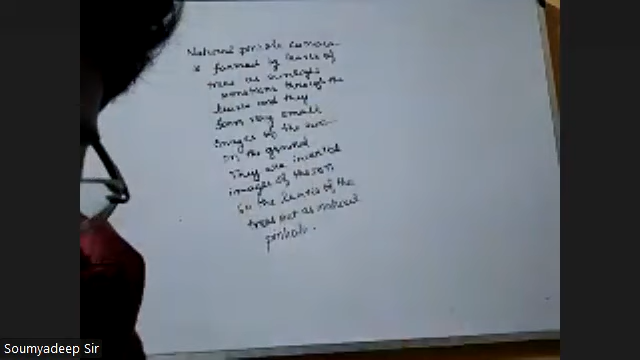 Natural pinhole camera
is formed by leaves of
trees as sunlight
sometimes through the
leaves and they
form very small
images of the sun
on the ground
They are inverted
images of the sun
So the leaves of the
trees act as natural
pinhole.
Soumyadeep Sir